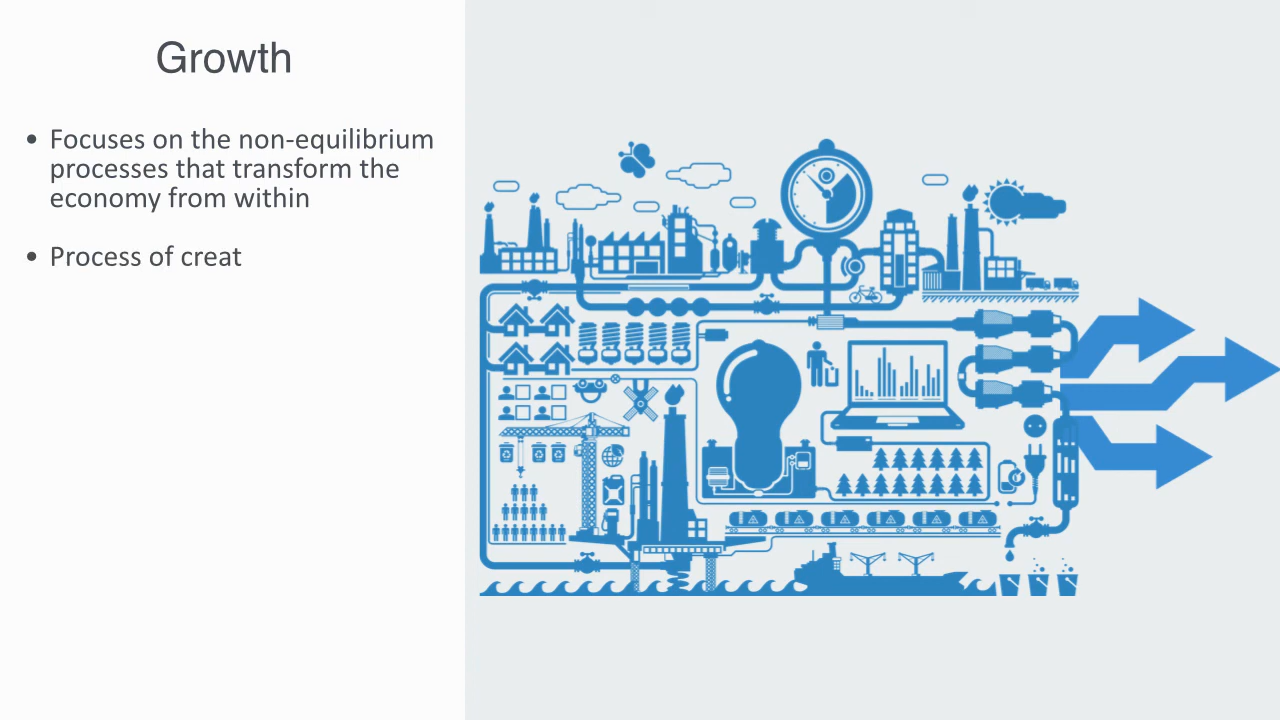 Growth
• Focuses on the non-equilibrium
processes that transform the
economy from within
• Process of creat